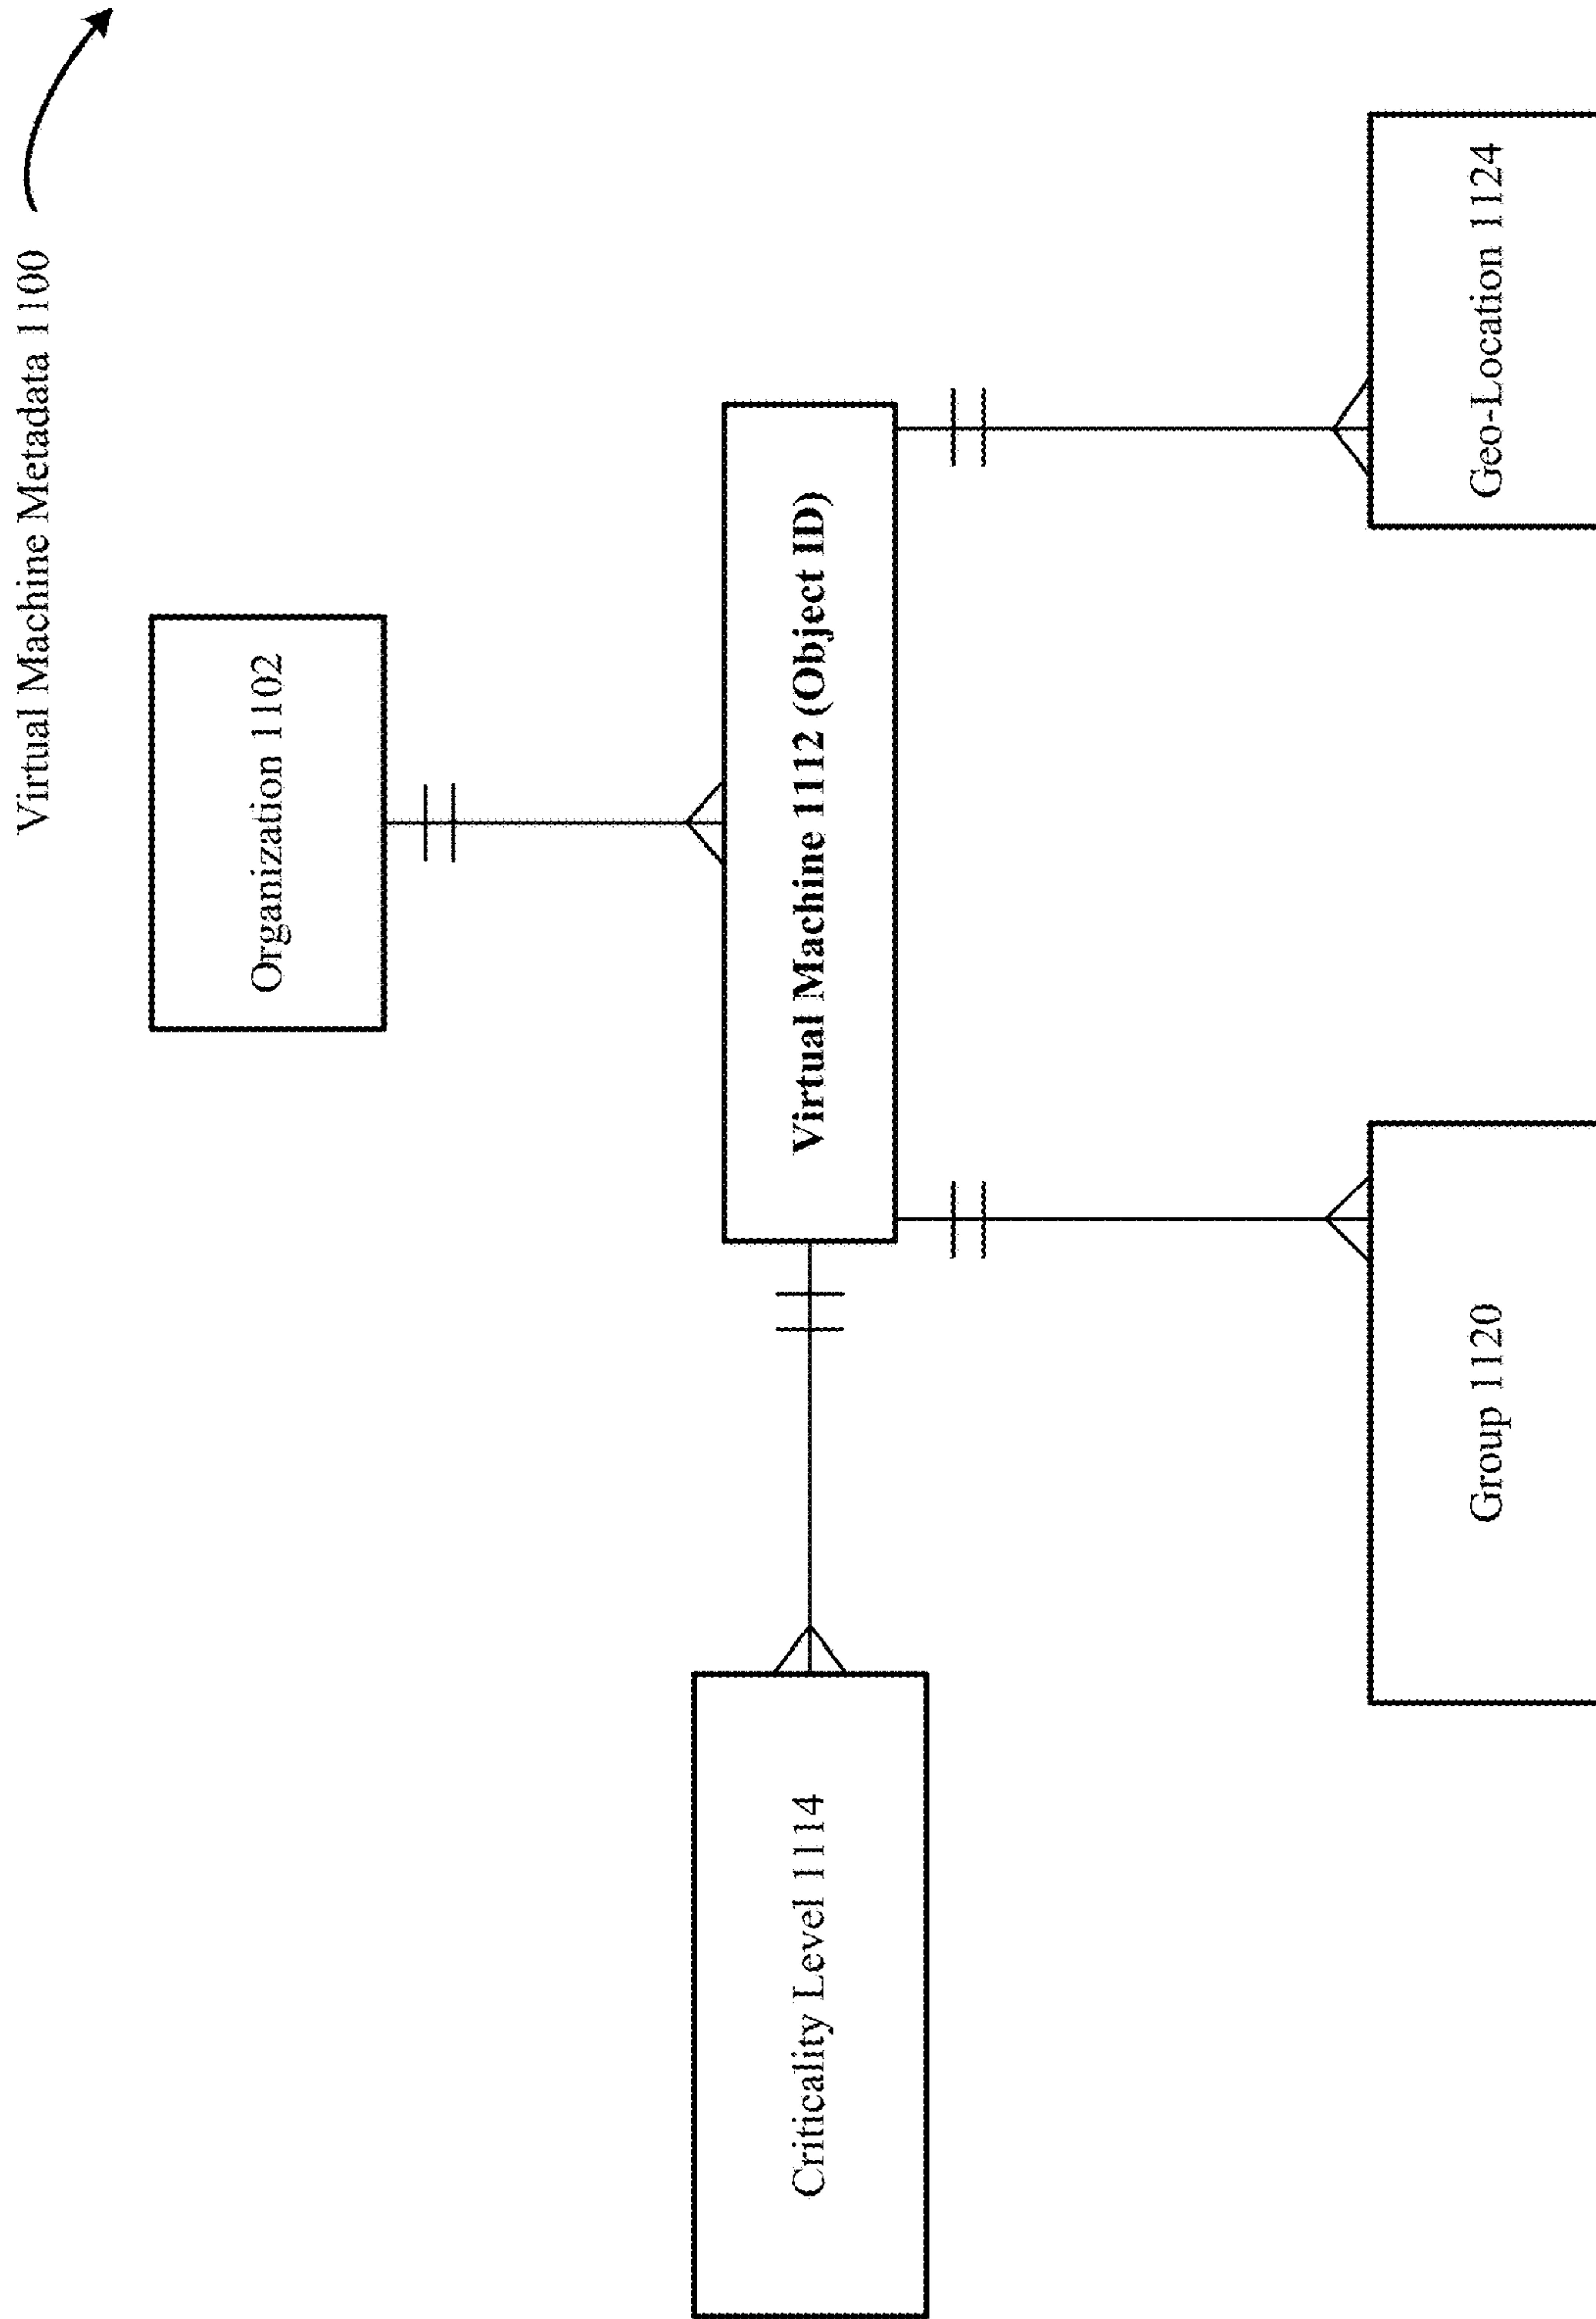 Virtual Machine Metadata 1100
Organization 1102
Criticality Level 1114
Virtual Machine 1112 (Object ID)
Group 1120
Geo-Location 1124